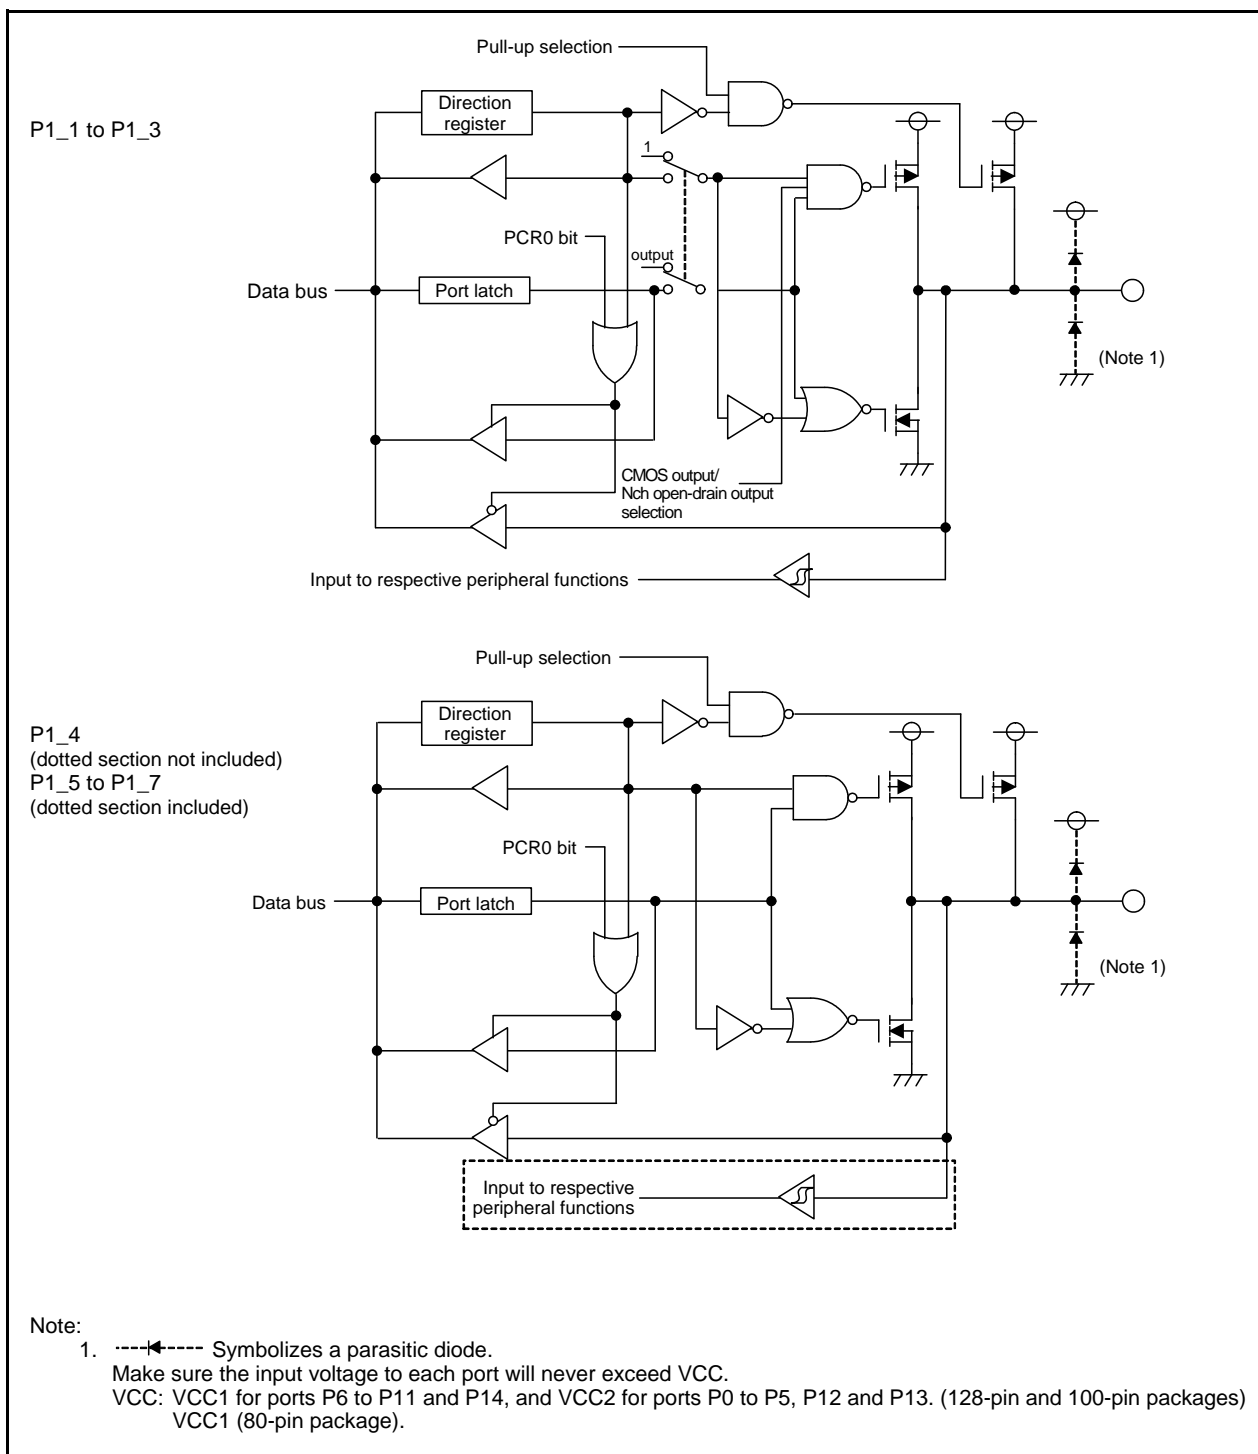 Pull-up selection
Direction
register
P1_1 to P1_3
1
PCR0 bit
output
Data bus
Port latch
(Note 1)
CMOS output/
Nch open-drain output
selection
Input to respective peripheral functions
Pull-up selection
Direction
register
P1_4
(dotted section not included)
P1_5 to P1_7
(dotted section included)
PCR0 bit
Data bus
Port latch
(Note 1)
Input to respective
peripheral functions
Note:
1. Symbolizes a parasitic diode.
Make sure the input voltage to each port will never exceed VCC.
VCC: VCC1 for ports P6 to P11 and P14, and VCC2 for ports P0 to P5, P12 and P13. (128-pin and 100-pin packages)
VCC1 (80-pin package).